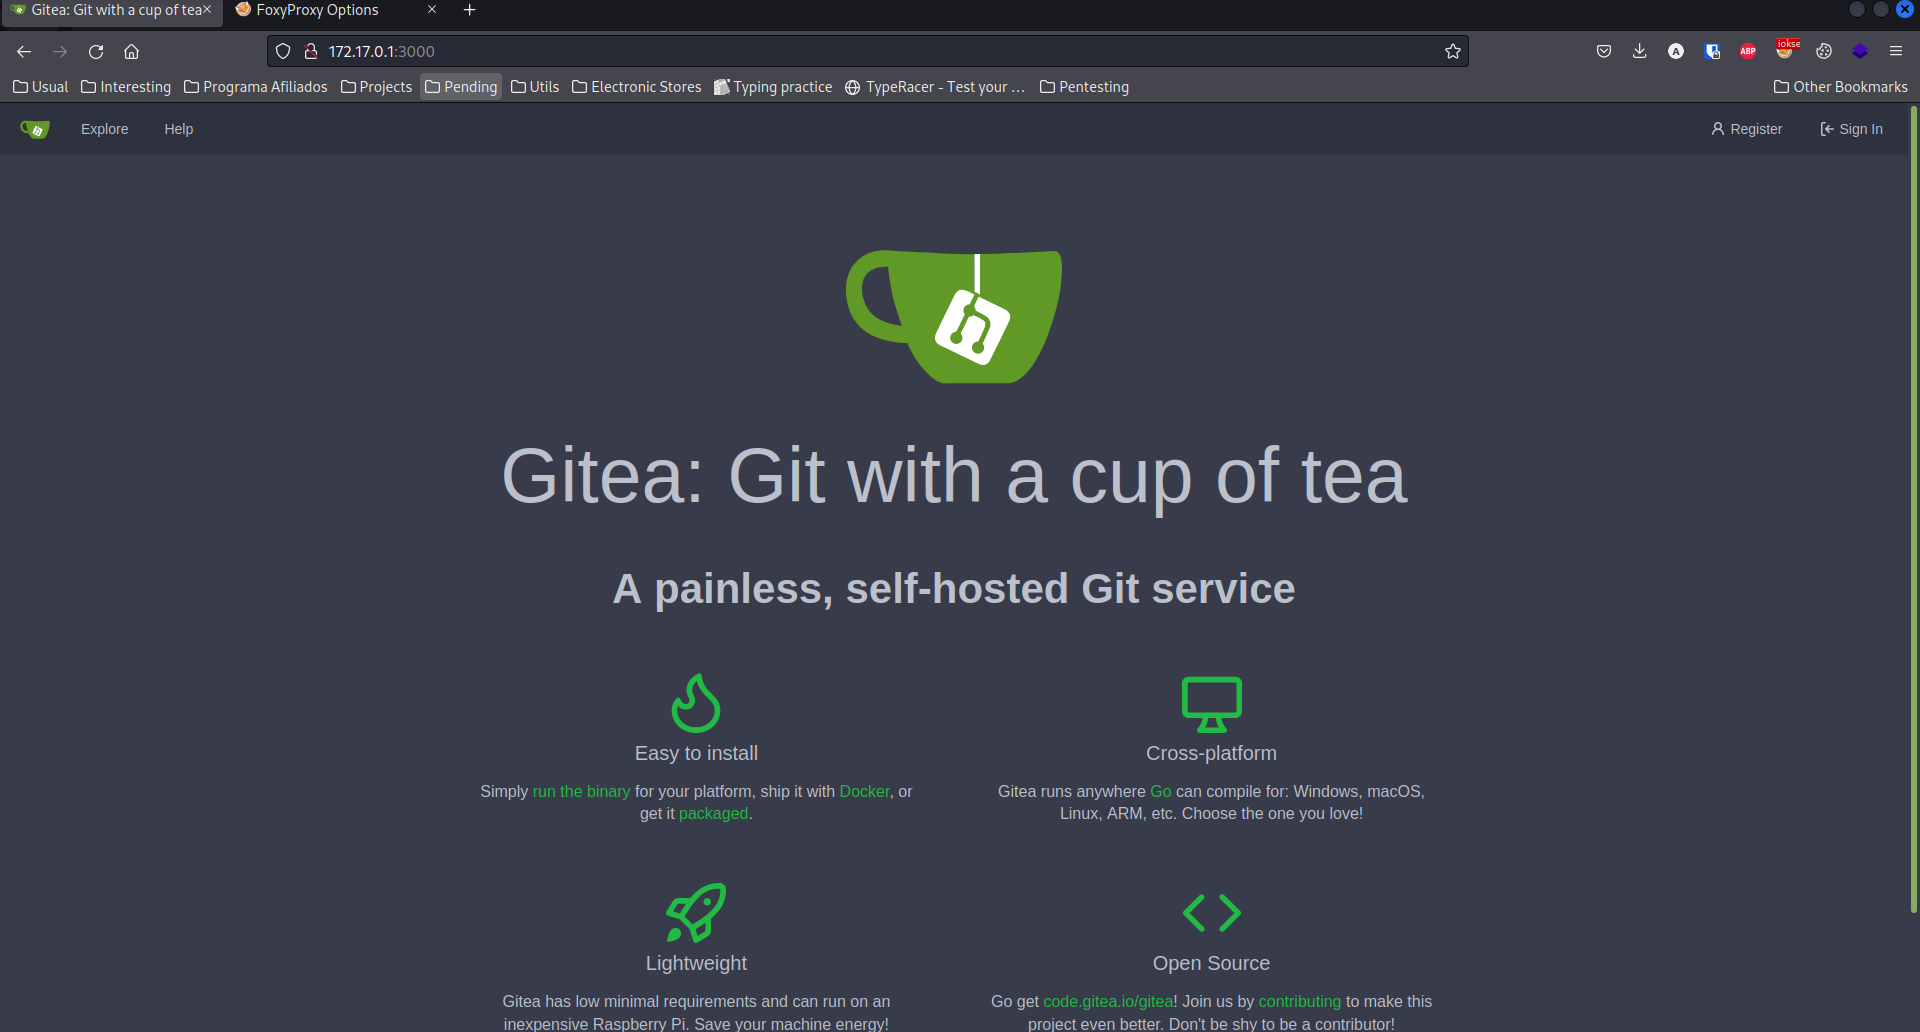 Gitea: Git with a cup of tea
FoxyProxy Options
172.17.0.1:3000
iokse
A
ABP
Usual
Interesting
Programa Afiliados
Projects
Pending
Utils
Electronic Stores
Typing practice
TypeRacer - Test your …
Pentesting
Other Bookmarks
Explore
Help
Register
Sign In
Gitea: Git with a cup of tea
A painless, self-hosted Git service
Easy to install
Simply run the binary for your platform, ship it with Docker, or
get it packaged.
Cross-platform
Gitea runs anywhere Go can compile for: Windows, macOS,
Linux, ARM, etc. Choose the one you love!
Lightweight
Gitea has low minimal requirements and can run on an
inexpensive Raspberry Pi. Save your machine energy!
Open Source
Go get code.gitea.io/gitea! Join us by contributing to make this
project even better. Don't be shy to be a contributor!